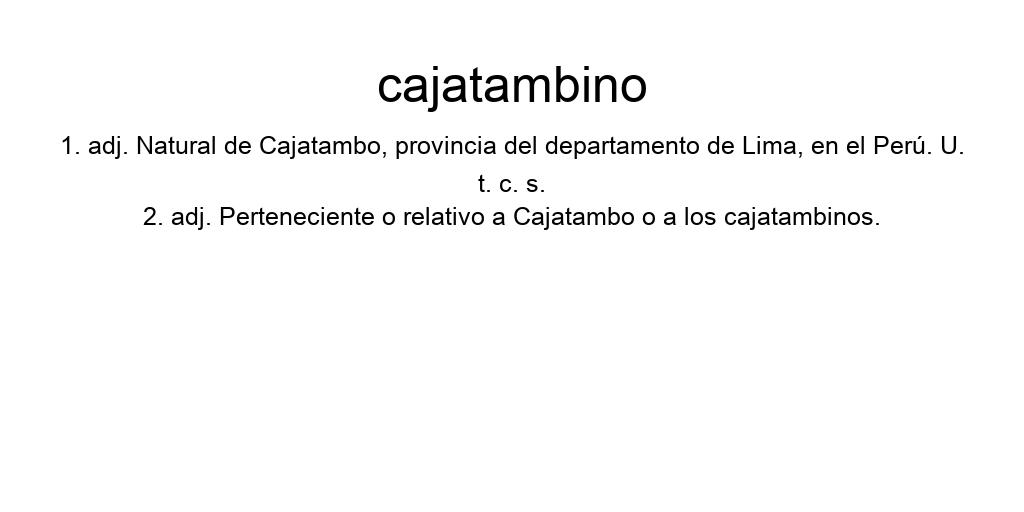 cajatambino
1. adj. Natural de Cajatambo, provincia del departamento de Lima, en el Perú. U.
t. c. s.
2. adj. Perteneciente o relativo a Cajatambo o a los cajatambinos.